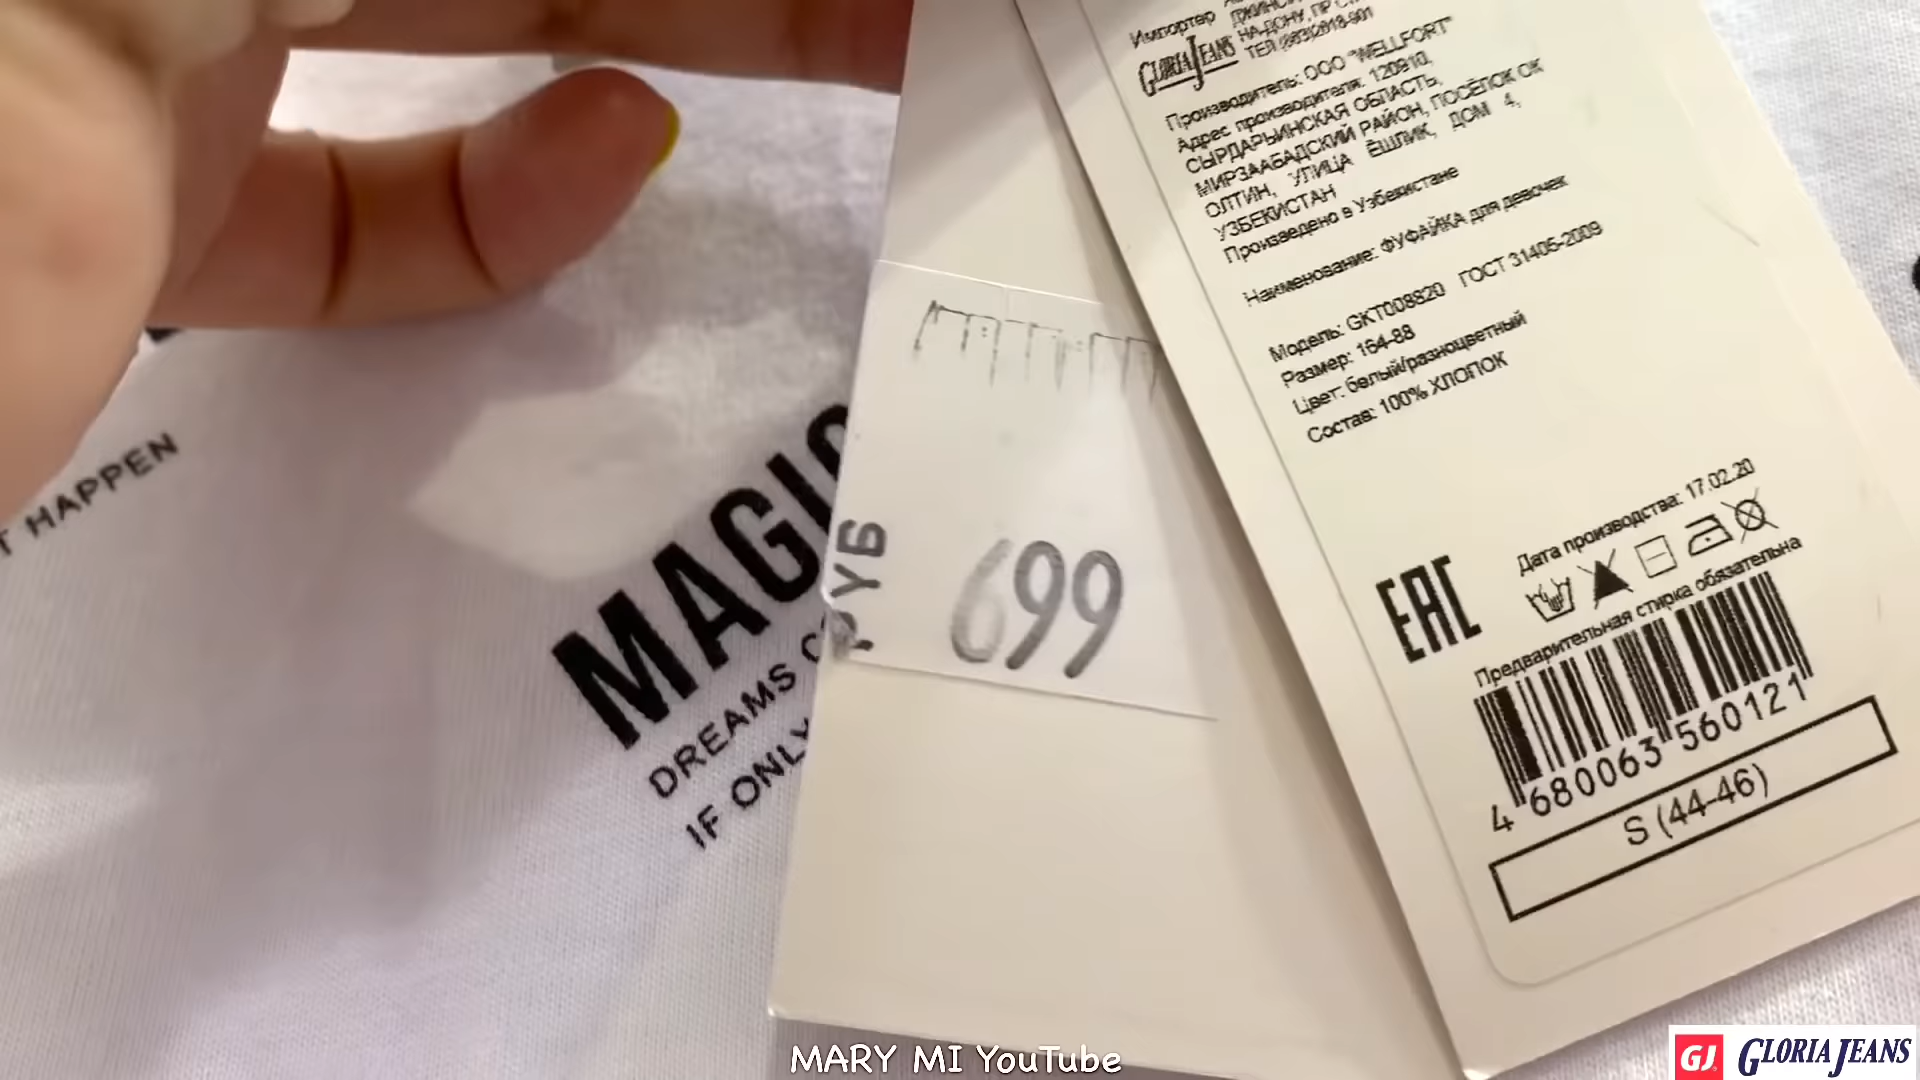 Импортер
GLORIA JEANS
Производитель: ООО "WELLFORT"
Адрес производителя: 120910,
СЫРДАРЬИНСКАЯ ОБЛАСТЬ,
МИРЗААБАДСКИЙ РАЙОН, ПОСЁЛОК ОК
ОЛТИН, УЛИЦА ЁШЛИК, ДОМ 4,
УЗБЕКИСТАН
Произведено в Узбекистане
Наименование: ФУФАЙКА для девочек
Модель: GKT008820 ГОСТ 31405-2009
Размер: 164-88
Цвет: белый/разноцветный
Состав: 100% ХЛОПОК
Дата производства: 17.02.20
EAC
Предварительная стирка обязательна
4 680063 560121
S (44-46)
РУБ
699
T HAPPEN
MAGIC
DREAMS
IF ONLY
MARY MI YouTube
GJ GLORIA JEANS